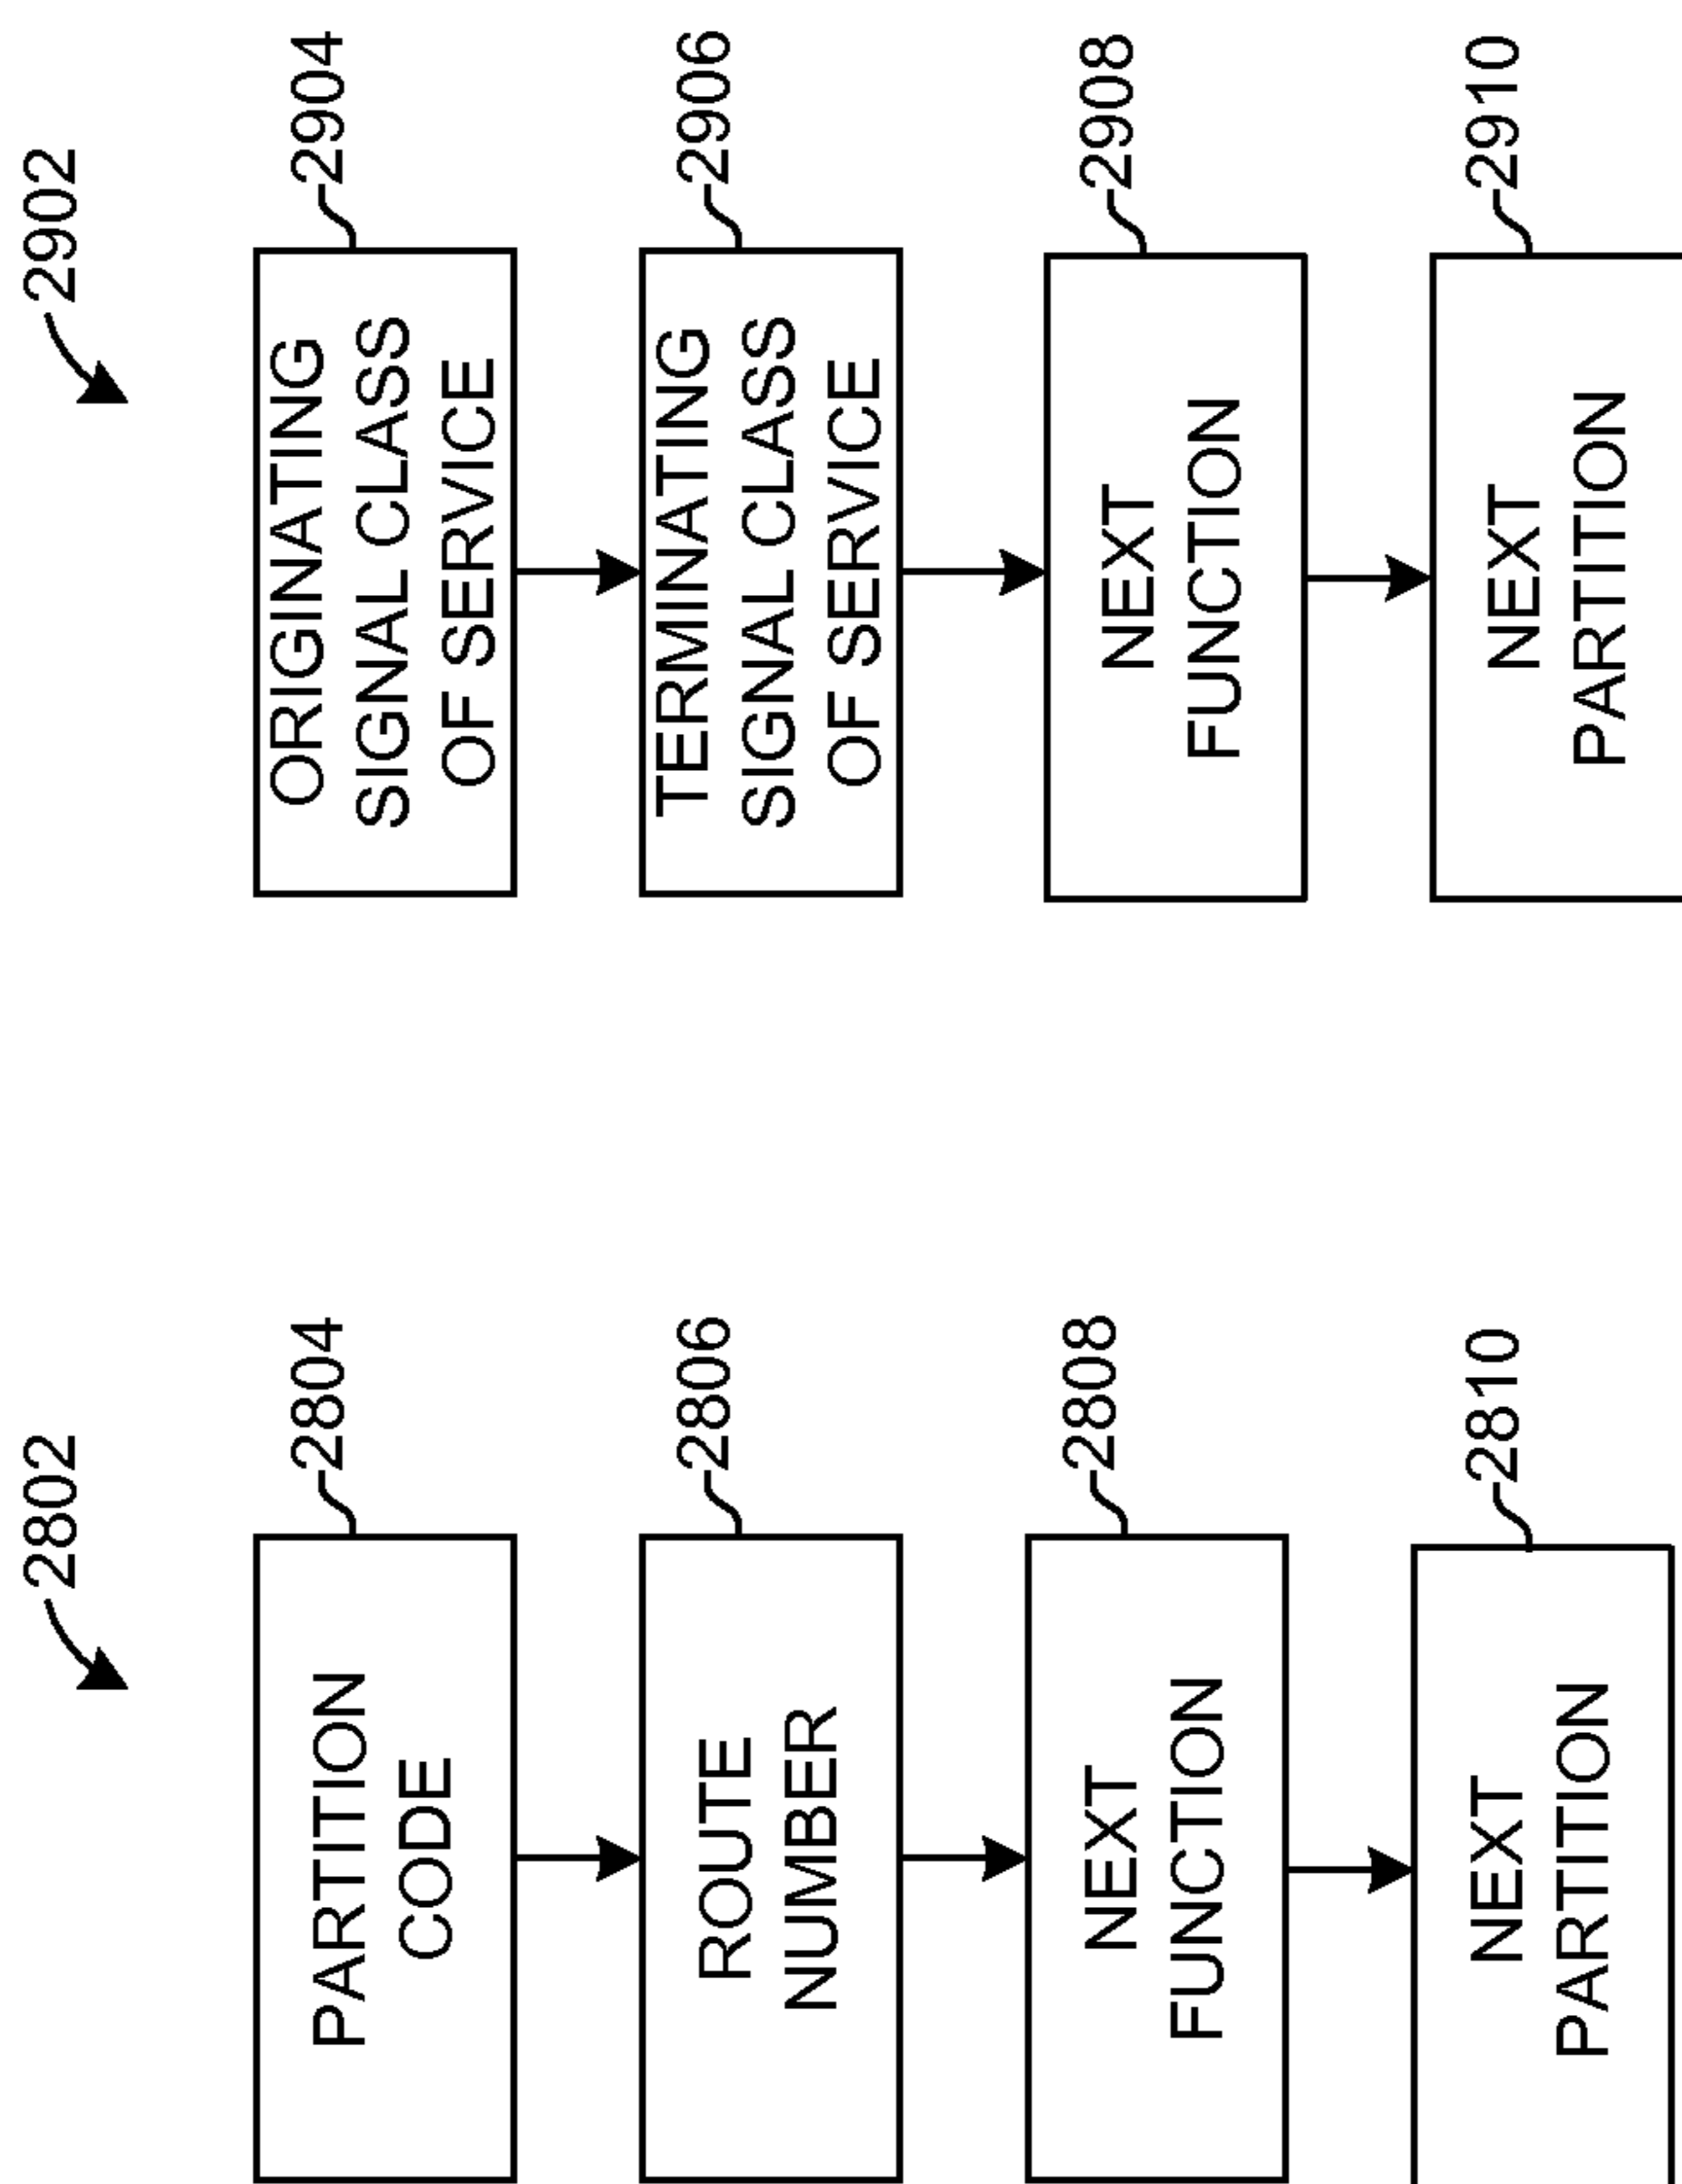 2802
PARTITION
CODE
2804
ROUTE
NUMBER
2806
NEXT
FUNCTION
2808
NEXT
PARTITION
2810
2902
ORIGINATING
SIGNAL CLASS
OF SERVICE
2904
TERMINATING
SIGNAL CLASS
OF SERVICE
2906
NEXT
FUNCTION
2908
NEXT
PARTITION
2910